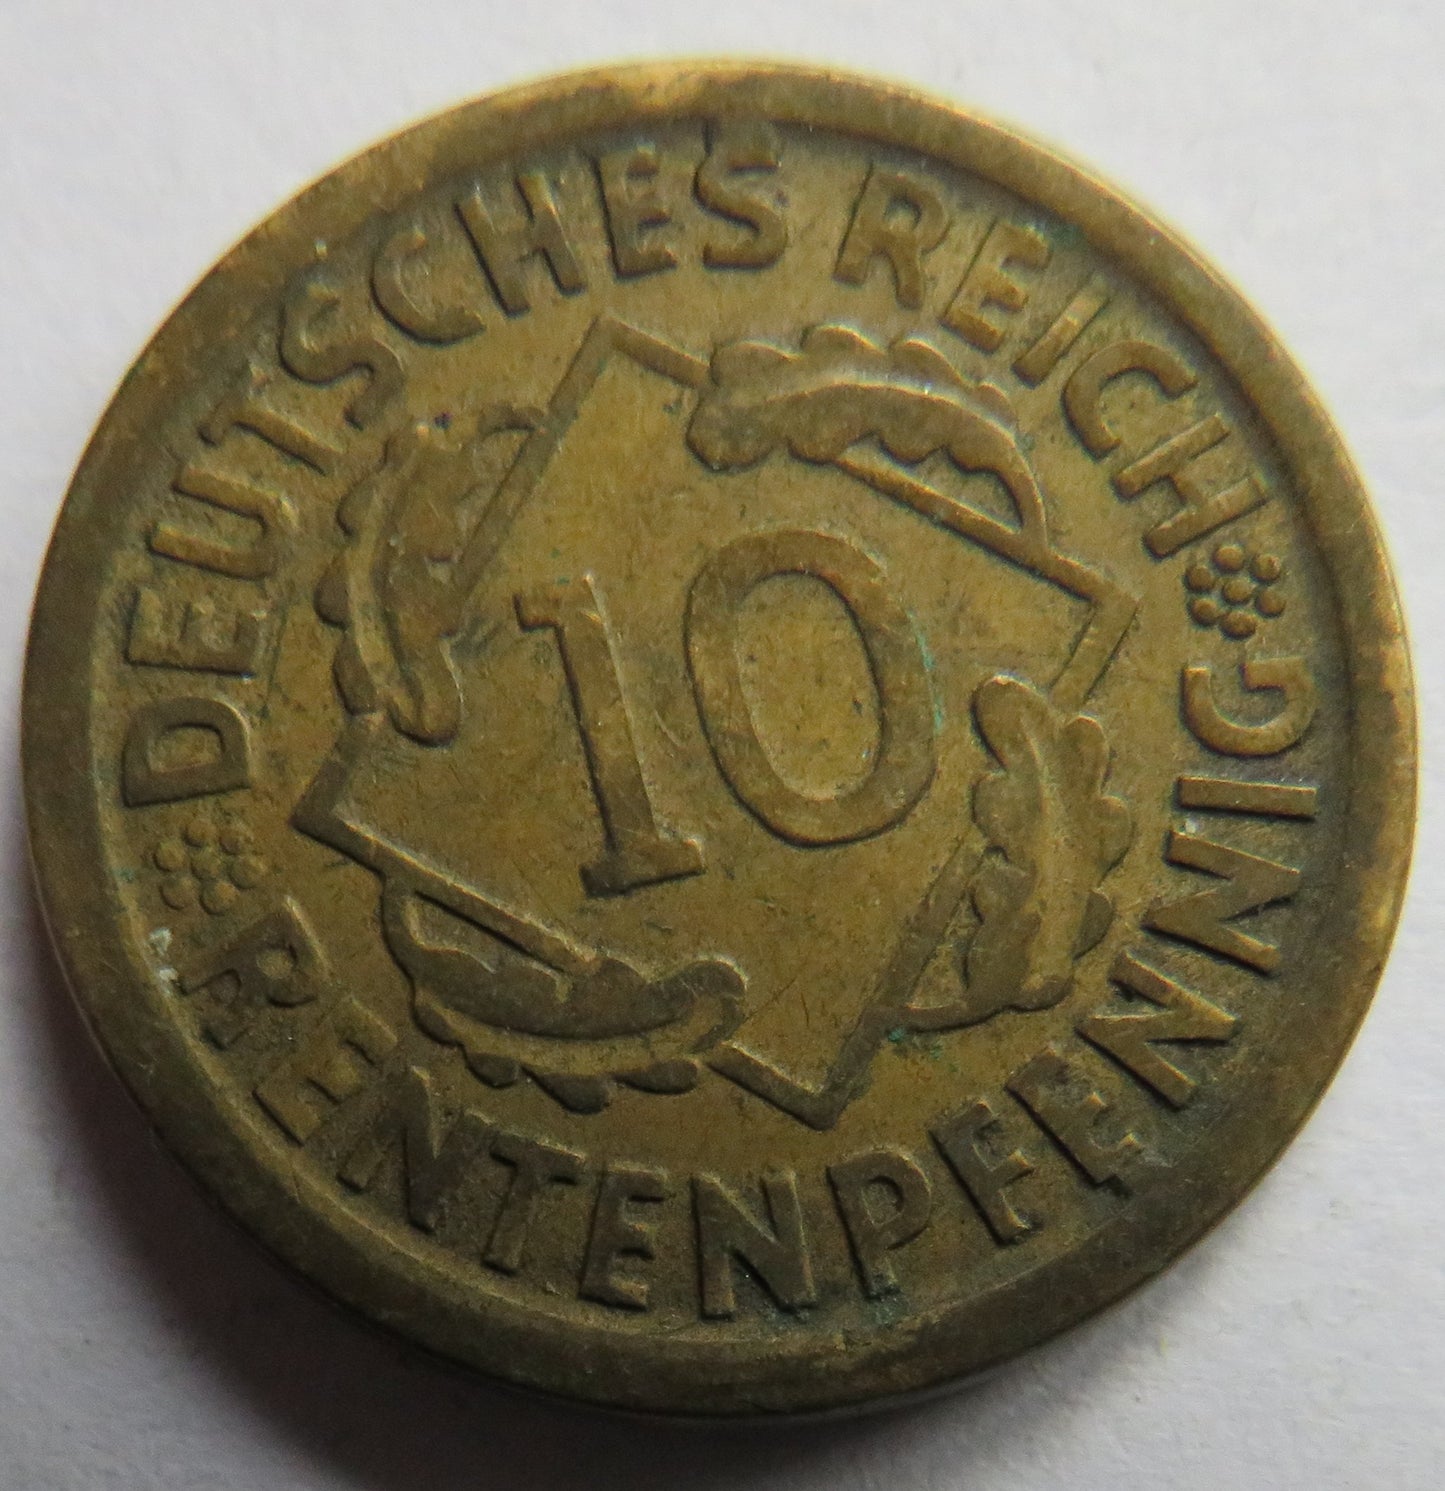 DEUTSCHES REICH
10
RENTENPFENNIG